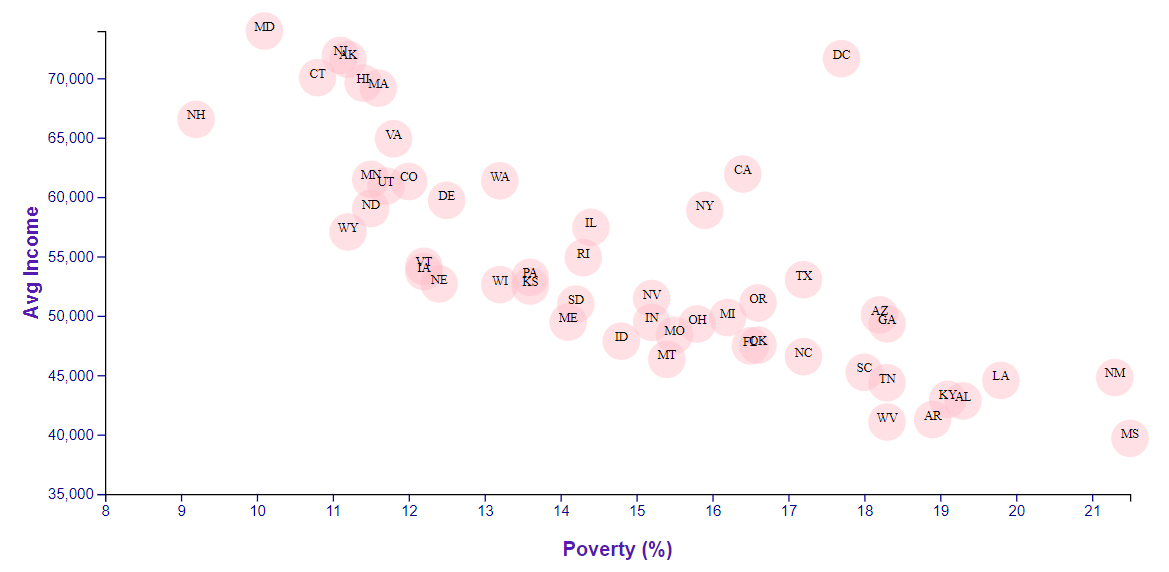 MD
NJ
AK
DC
CT
HI
MA
70,000
NH
VA
65,000
CA
MN
UT
CO
WA
60,000
DE
ND
NY
WY
IL
RI
55,000
VT
IA
PA
NE
WI
KS
TX
SD
NV
OR
50,000
ME
IN
OH
MI
AZ
GA
MO
ID
FL
OK
MT
NC
45,000
SC
TN
LA
NM
KY
AL
WV
AR
40,000
MS
35,000
8 9 10 11 12 13 14 15 16 17 18 19 20 21
Avg Income
Poverty (%)